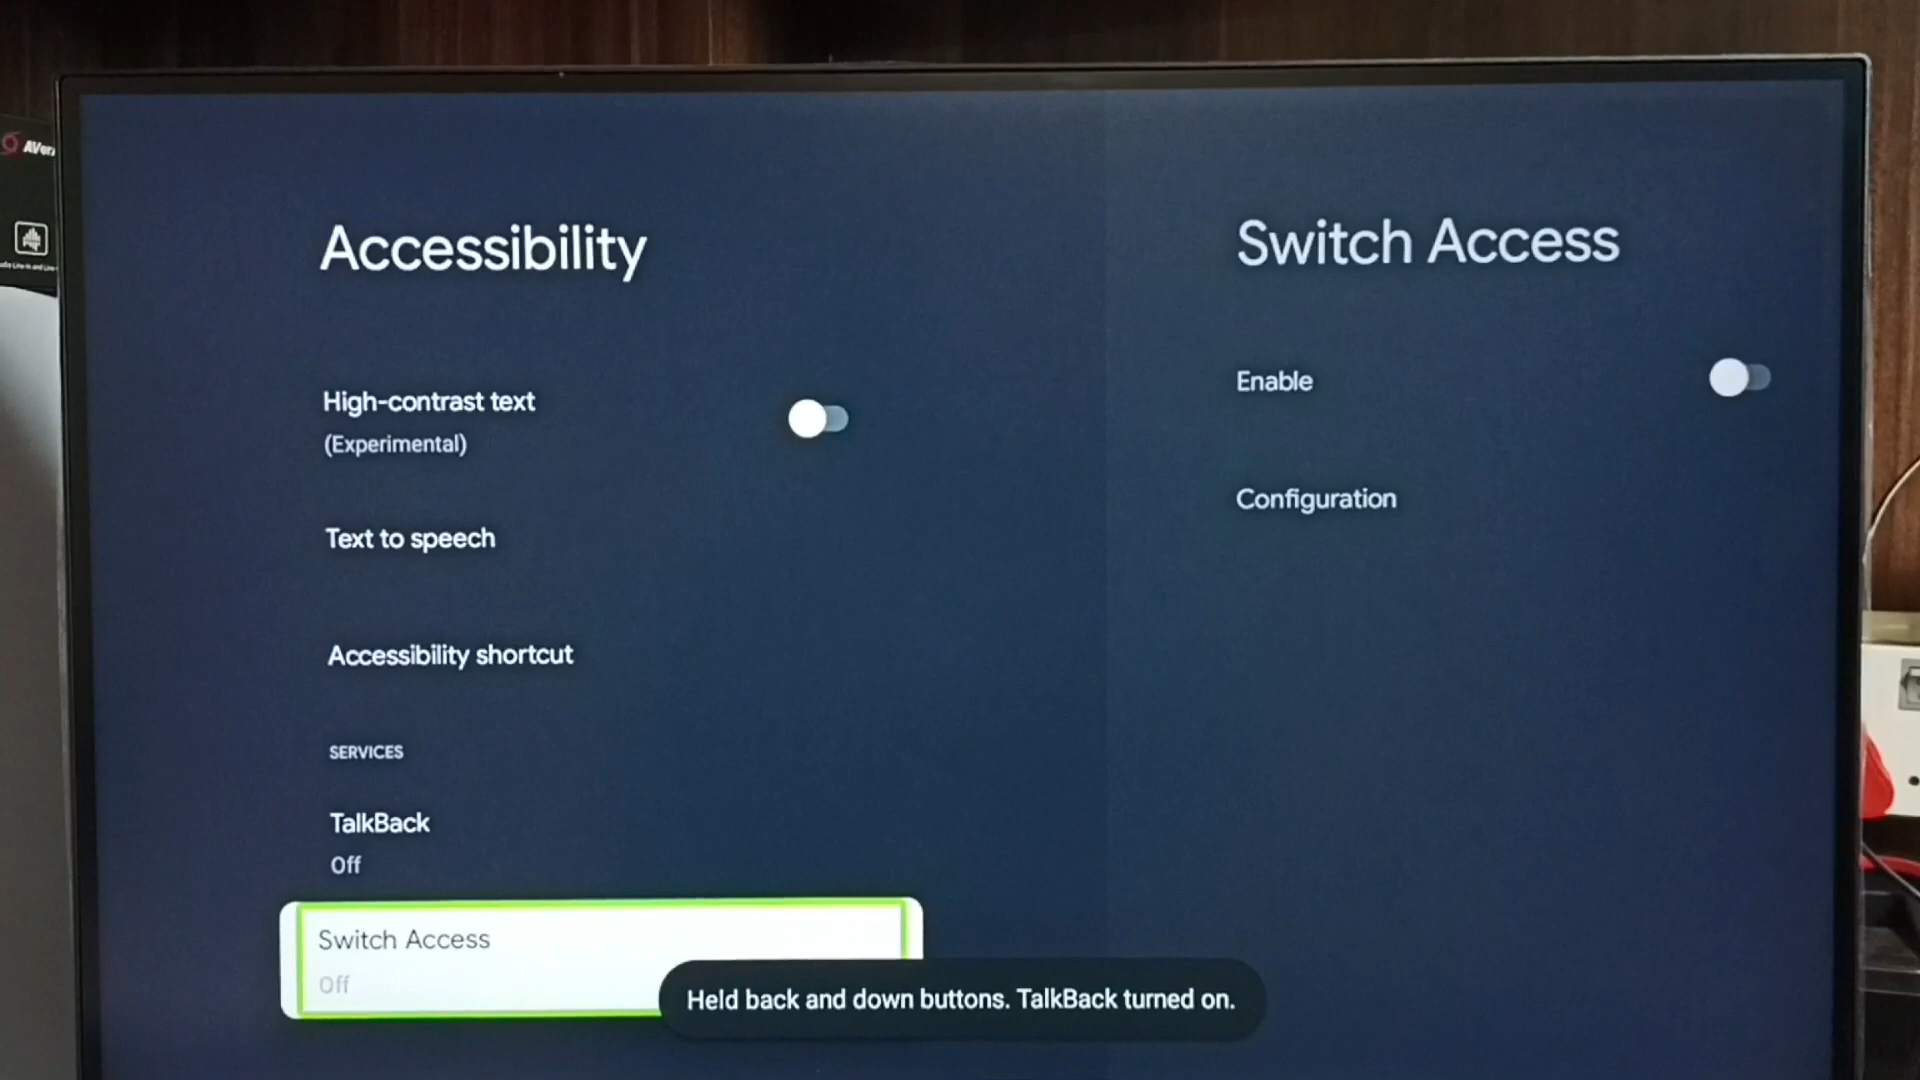 Accessibility
High-contrast text
(Experimental)
Text to speech
Accessibility shortcut
SERVICES
TalkBack
Off
Switch Access
Off
Switch Access
Enable
Configuration
Held back and down buttons. TalkBack turned on.